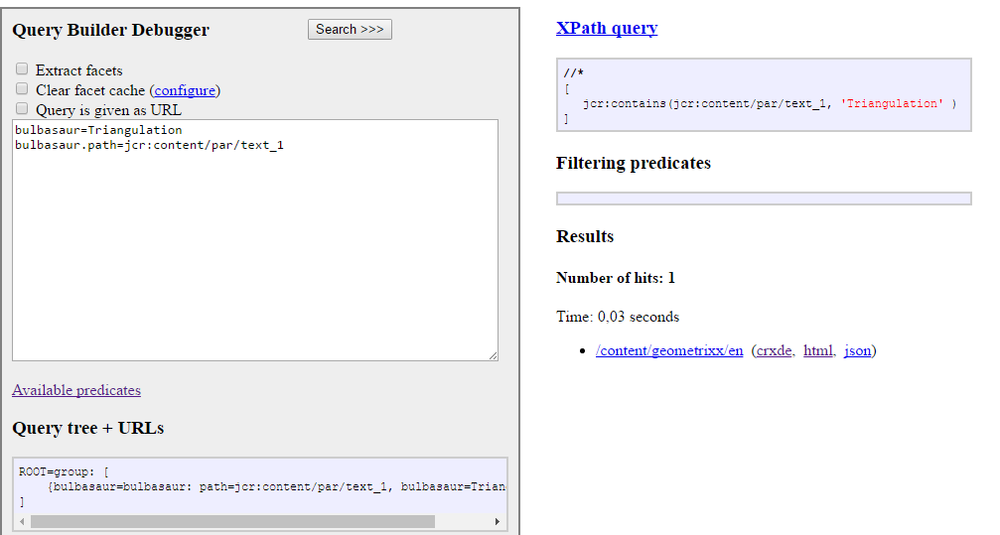 Query Builder Debugger
Search >>>
Extract facets
Clear facet cache (configure)
Query is given as URL
bulbasaur=Triangulation
bulbasaur.path=jcr:content/par/text_1
Available predicates
Query tree + URLs
ROOT=group: [
{bulbasaur=bulbasaur: path=jcr:content/par/text_1, bulbasaur=Trian
]
XPath query
//*
[
jcr:contains(jcr:content/par/text_1, 'Triangulation' )
]
Filtering predicates
Results
Number of hits: 1
Time: 0,03 seconds
/content/geometrixx/en (crxde, html, json)